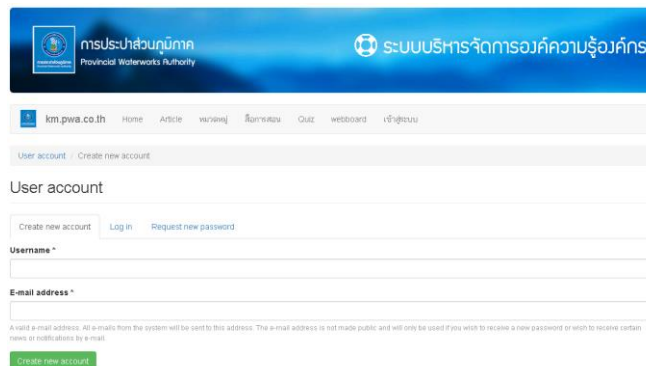 การประปาส่วนภูมิภาค
Provincial Waterworks Authority
ระบบบริหารจัดการองค์ความรู้องค์กร
km.pwa.co.th Home Article หมวดหมู่ สื่อการสอน Quiz webboard เข้าสู่ระบบ
User account / Create new account
User account
Create new account Log in Request new password
Username *
E-mail address *
A valid e-mail address. All e-mails from the system will be sent to this address. The e-mail address is not made public and will only be used if you wish to receive a new password or wish to receive certain
news or notifications by e-mail.
Create new account